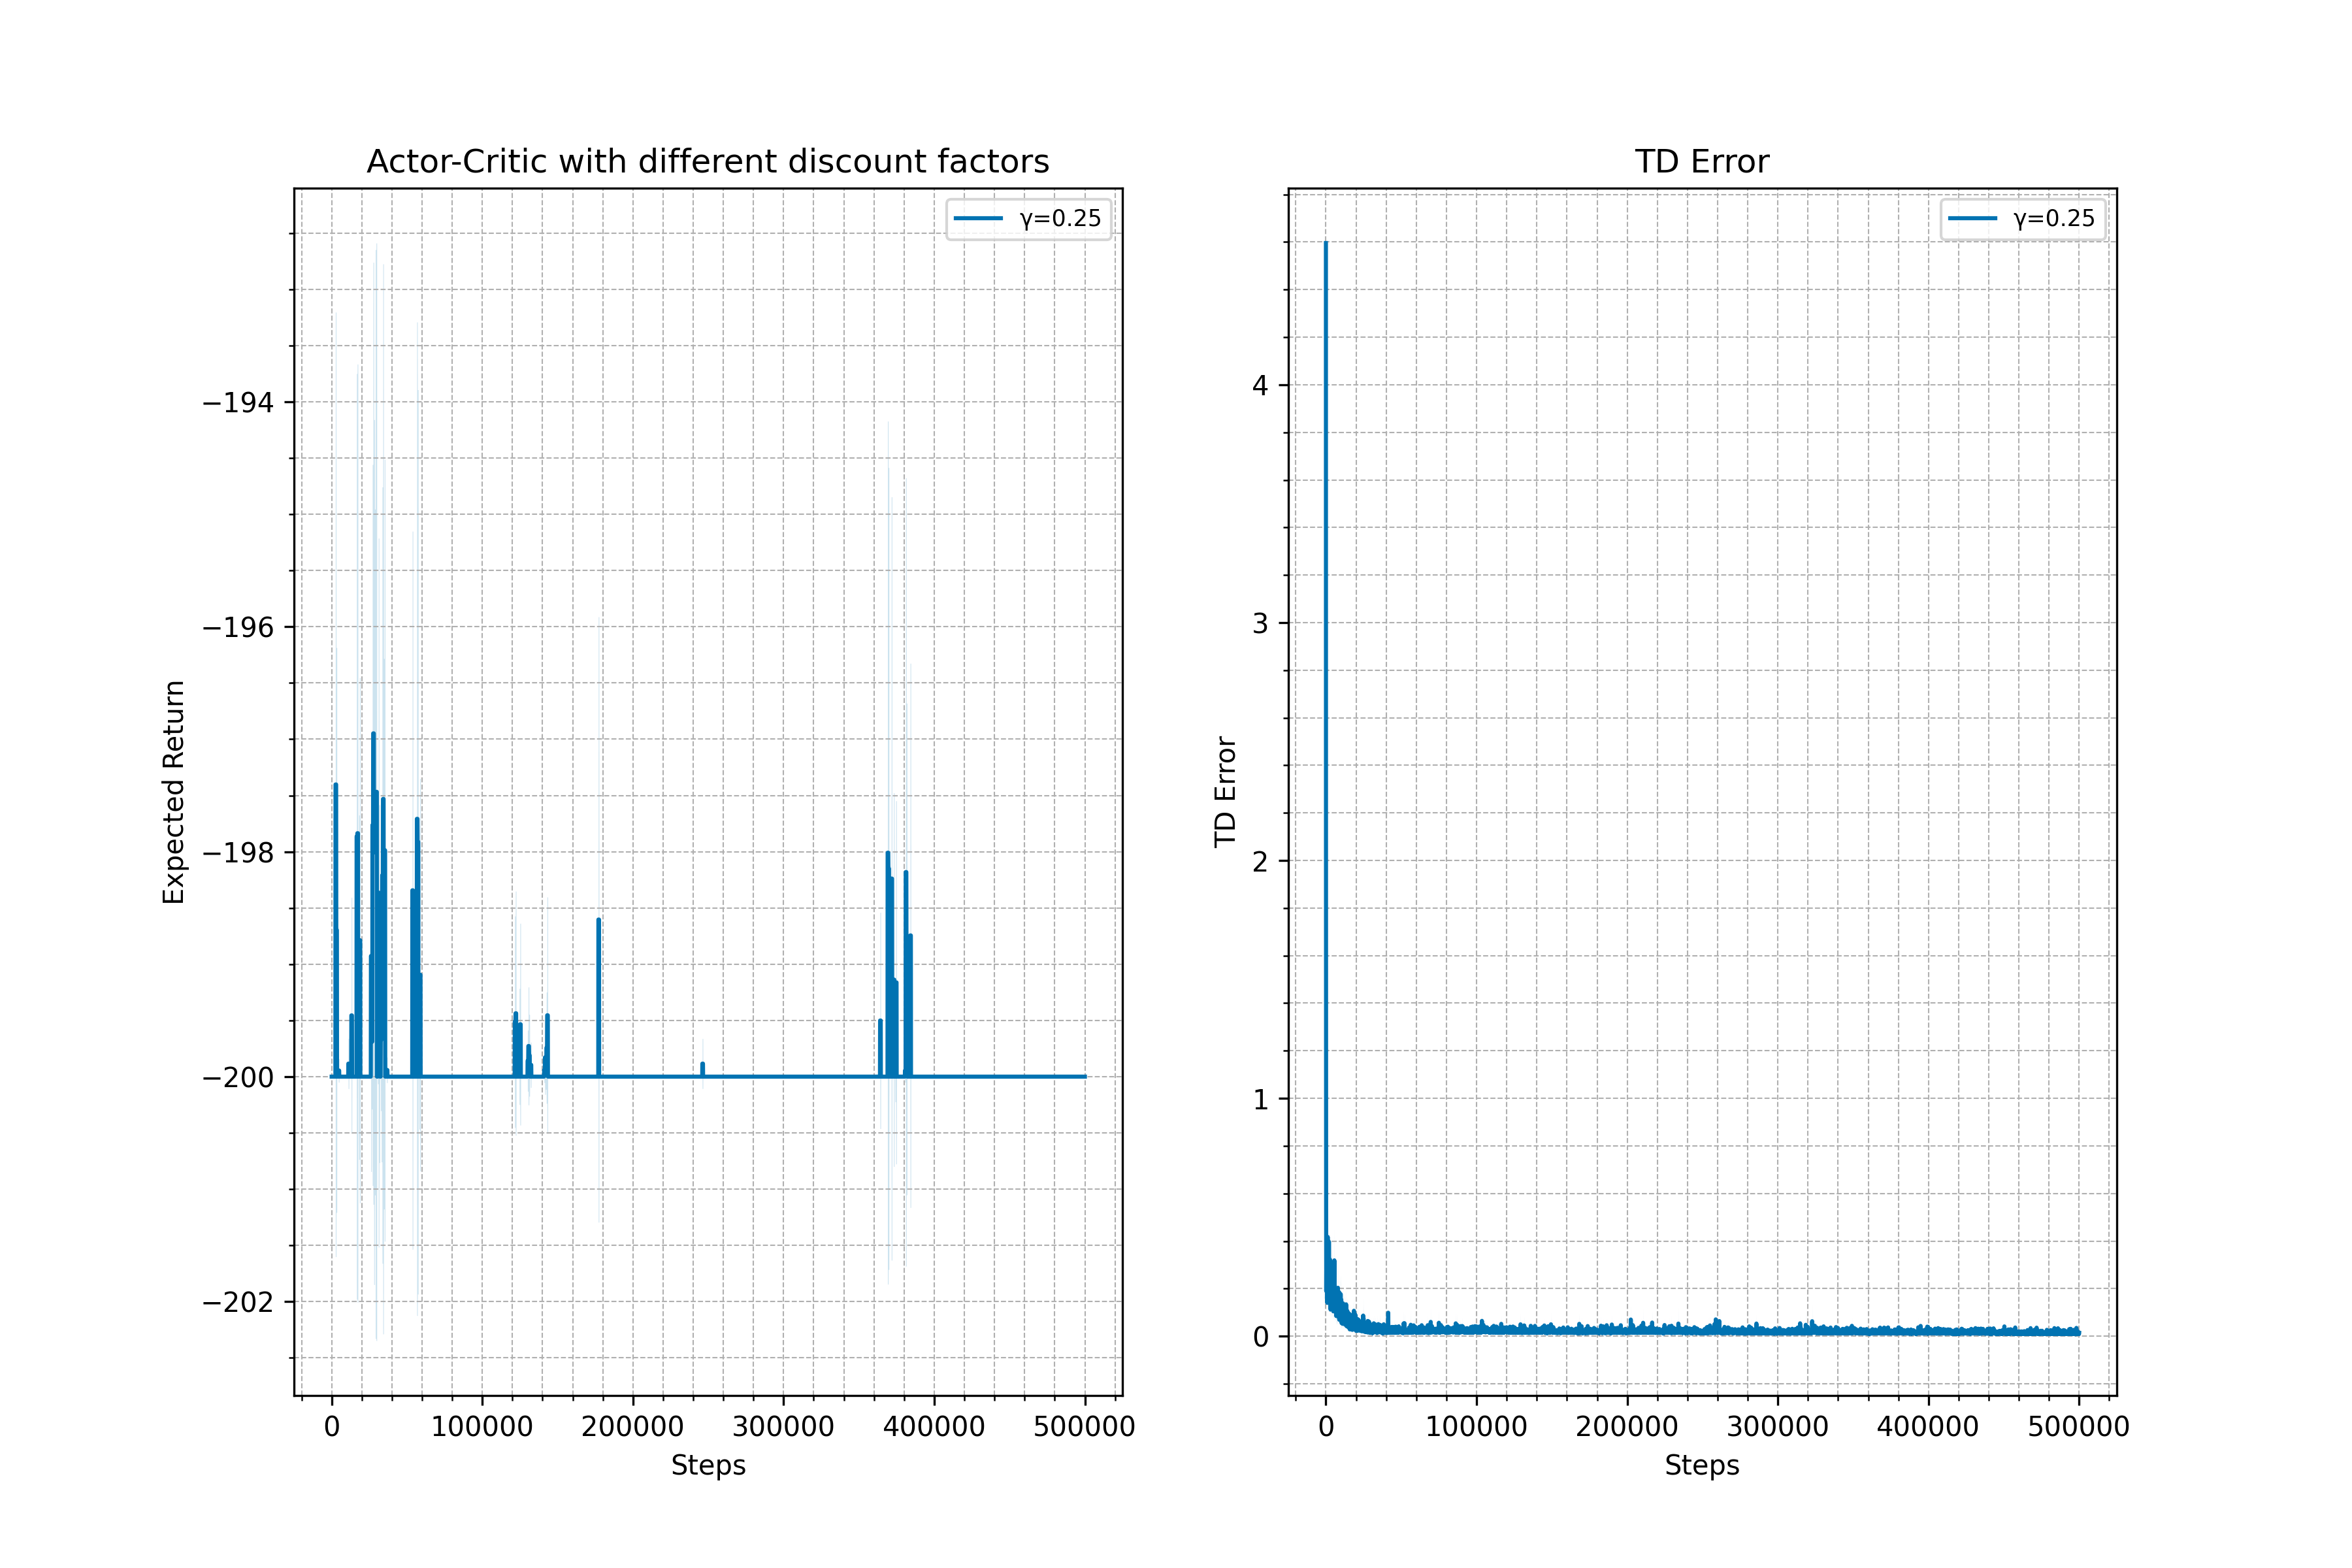 Actor-Critic with different discount factors
γ=0.25
Expected Return
−194
−196
−198
−200
−202
0 100000 200000 300000 400000 500000
Steps
TD Error
γ=0.25
TD Error
4
3
2
1
0
0 100000 200000 300000 400000 500000
Steps